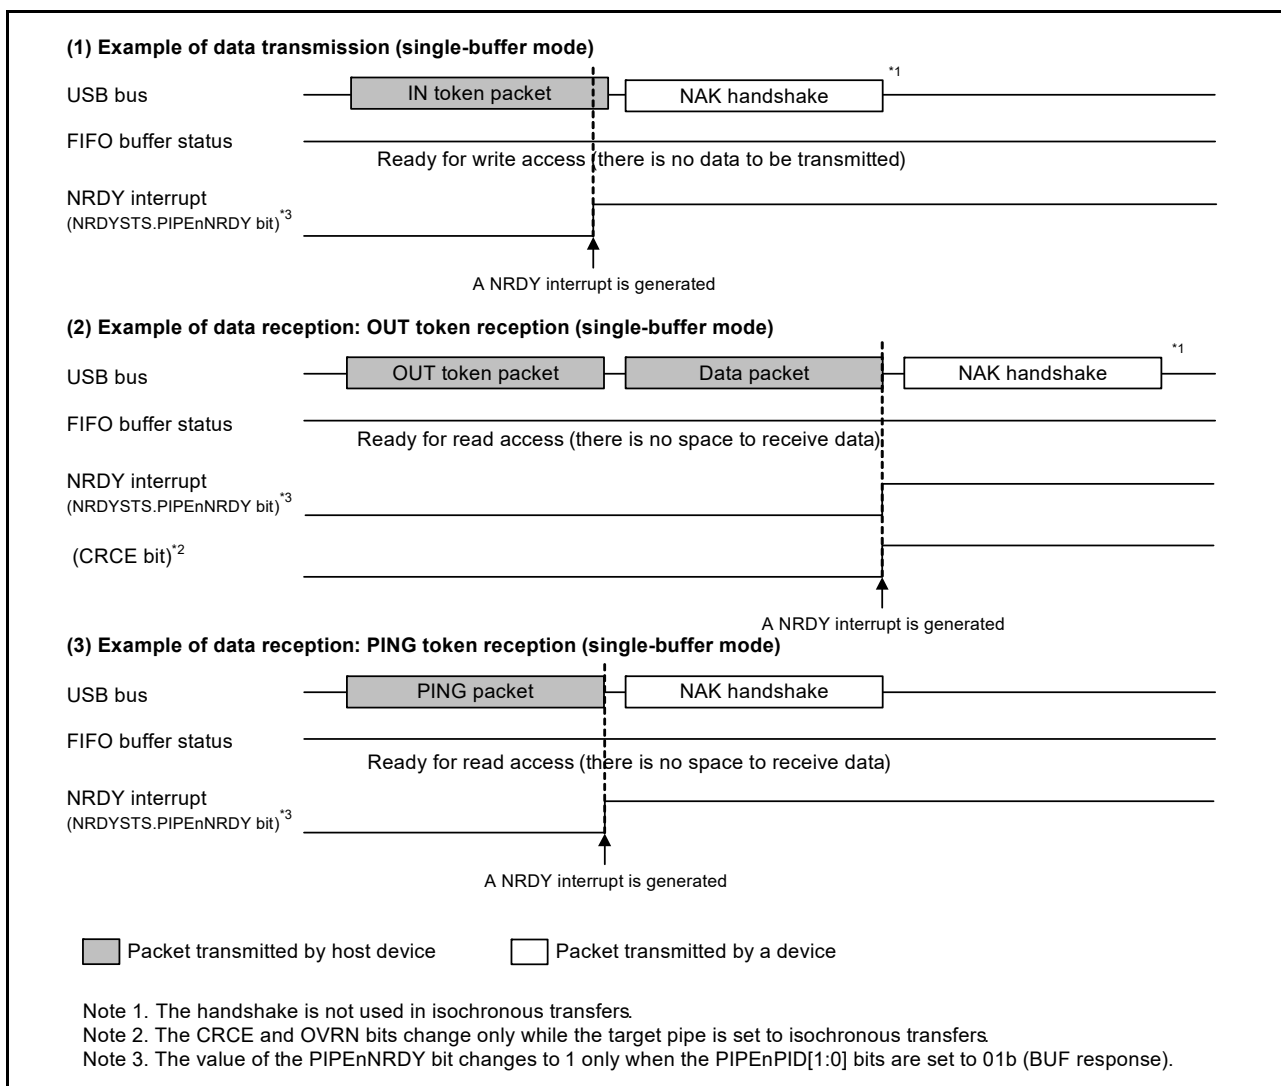 (1) Example of data transmission (single-buffer mode)
USB bus
IN token packet
NAK handshake
*1
FIFO buffer status
Ready for write access (there is no data to be transmitted)
NRDY interrupt
(NRDYSTS.PIPEnNRDY bit)*3
A NRDY interrupt is generated
(2) Example of data reception: OUT token reception (single-buffer mode)
USB bus
OUT token packet
Data packet
NAK handshake
*1
FIFO buffer status
Ready for read access (there is no space to receive data)
NRDY interrupt
(NRDYSTS.PIPEnNRDY bit)*3
(CRCE bit)*2
A NRDY interrupt is generated
(3) Example of data reception: PING token reception (single-buffer mode)
USB bus
PING packet
NAK handshake
FIFO buffer status
Ready for read access (there is no space to receive data)
NRDY interrupt
(NRDYSTS.PIPEnNRDY bit)*3
A NRDY interrupt is generated
Packet transmitted by host device
Packet transmitted by a device
Note 1. The handshake is not used in isochronous transfers.
Note 2. The CRCE and OVRN bits change only while the target pipe is set to isochronous transfers.
Note 3. The value of the PIPEnNRDY bit changes to 1 only when the PIPEnPID[1:0] bits are set to 01b (BUF response).